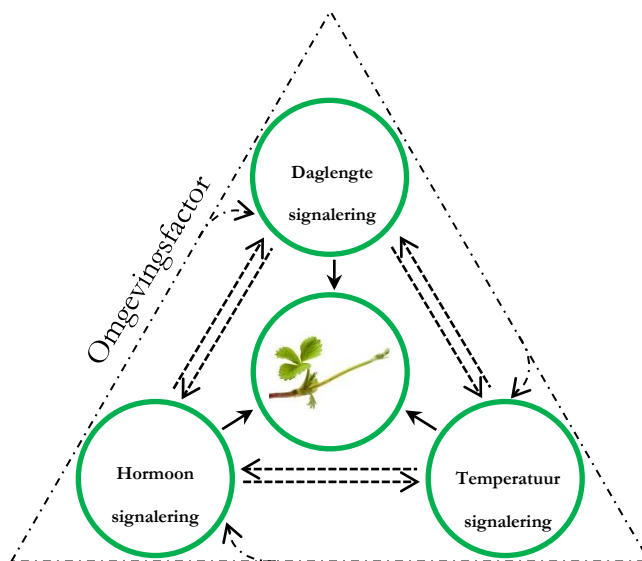 Daglengte
signalering
Omgevingsfactor
Hormoon
signalering
Temperatuur
signalering